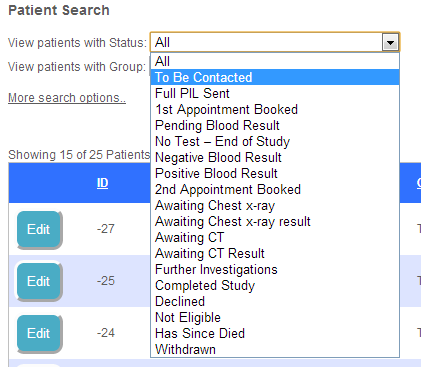 Patient Search
View patients with Status: All
View patients with Group:
All
To Be Contacted
Full PIL Sent
1st Appointment Booked
Pending Blood Result
No Test – End of Study
Negative Blood Result
Positive Blood Result
2nd Appointment Booked
Awaiting Chest x-ray
Awaiting Chest x-ray result
Awaiting CT
Awaiting CT Result
Further Investigations
Completed Study
Declined
Not Eligible
Has Since Died
Withdrawn
More search options..
Showing 15 of 25 Patients
ID
Edit -27
Edit -25
Edit -24